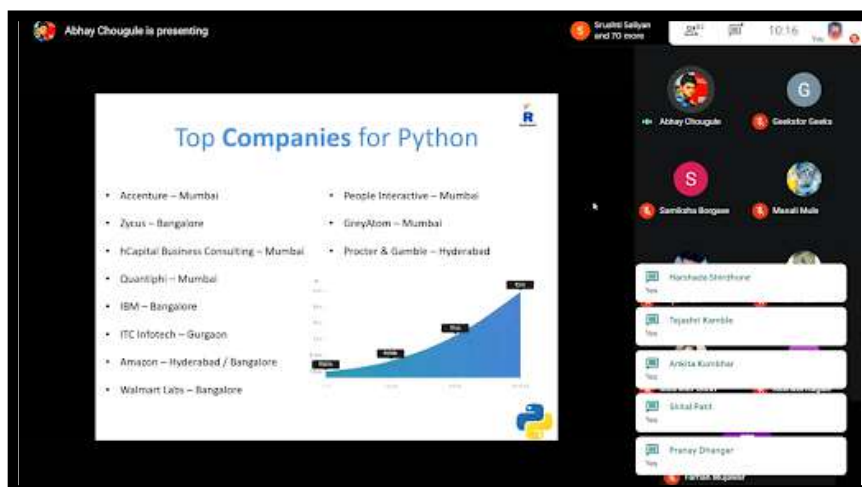 Abhay Chougule is presenting
S
Srushti Saliyan
and 70 more
10:16
You
R
Top Companies for Python
• Accenture – Mumbai
• Zycus – Bangalore
• hCapital Business Consulting – Mumbai
• Quantiphi – Mumbai
• IBM – Bangalore
• ITC Infotech – Gurgaon
• Amazon – Hyderabad / Bangalore
• Walmart Labs – Bangalore
• People Interactive – Mumbai
• GreyAtom – Mumbai
• Procter & Gamble – Hyderabad
Abhay Chougule
G
Geeksfor Geeks
S
Samiksha Borgave
Manali Mule
Harshada Shirdhone
Yes
Tejashri Kamble
Yes
Ankita Kumbhar
Yes
Shital Patil
Yes
Pranay Dhangar
Yes
Farhan Mujawar